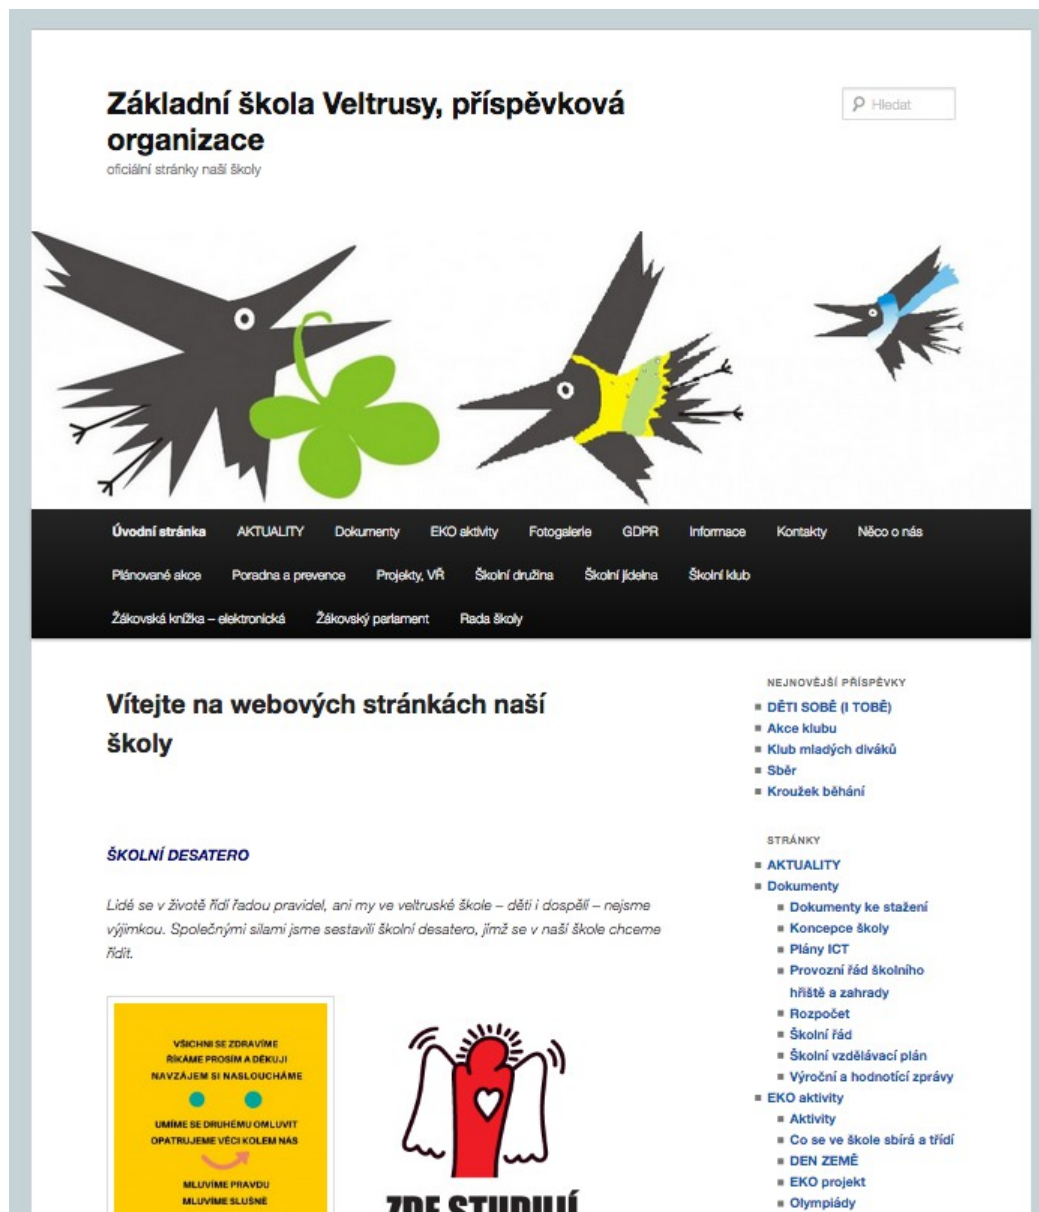 Základní škola Veltrusy, příspěvková
organizace
oficiální stránky naší školy
Hledat
Úvodní stránka AKTUALITY Dokumenty EKO aktivity Fotogalerie GDPR Informace Kontakty Něco o nás
Plánované akce Poradna a prevence Projekty, VŘ Školní družina Školní jídelna Školní klub
Žákovská knížka – elektronická Žákovský parlament Rada školy
Vítejte na webových stránkách naší
školy
ŠKOLNÍ DESATERO
Lidé se v životě řídí řadou pravidel, ani my ve veltruské škole – děti i dospělí – nejsme
výjimkou. Společnými silami jsme sestavili školní desatero, jímž se v naší škole chceme
řídit.
VŠICHNI SE ZDRAVÍME
ŘÍKÁME PROSÍM A DĚKUJI
NAVZÁJEM SI NASLOUCHÁME
UMÍME SE DRUHÉMU OMLUVIT
OPATRUJEME VĚCI KOLEM NÁS
MLUVÍME PRAVDU
MLUVÍME SLUŠNĚ
ZDE STUDUJÍ
NEJNOVĚJŠÍ PŘÍSPĚVKY
DĚTI SOBĚ (I TOBĚ)
Akce klubu
Klub mladých diváků
Sběr
Kroužek běhání
STRÁNKY
AKTUALITY
Dokumenty
Dokumenty ke stažení
Koncepce školy
Plány ICT
Provozní řád školního
hřiště a zahrady
Rozpočet
Školní řád
Školní vzdělávací plán
Výroční a hodnotící zprávy
EKO aktivity
Aktivity
Co se ve škole sbírá a třídí
DEN ZEMĚ
EKO projekt
Olympiády